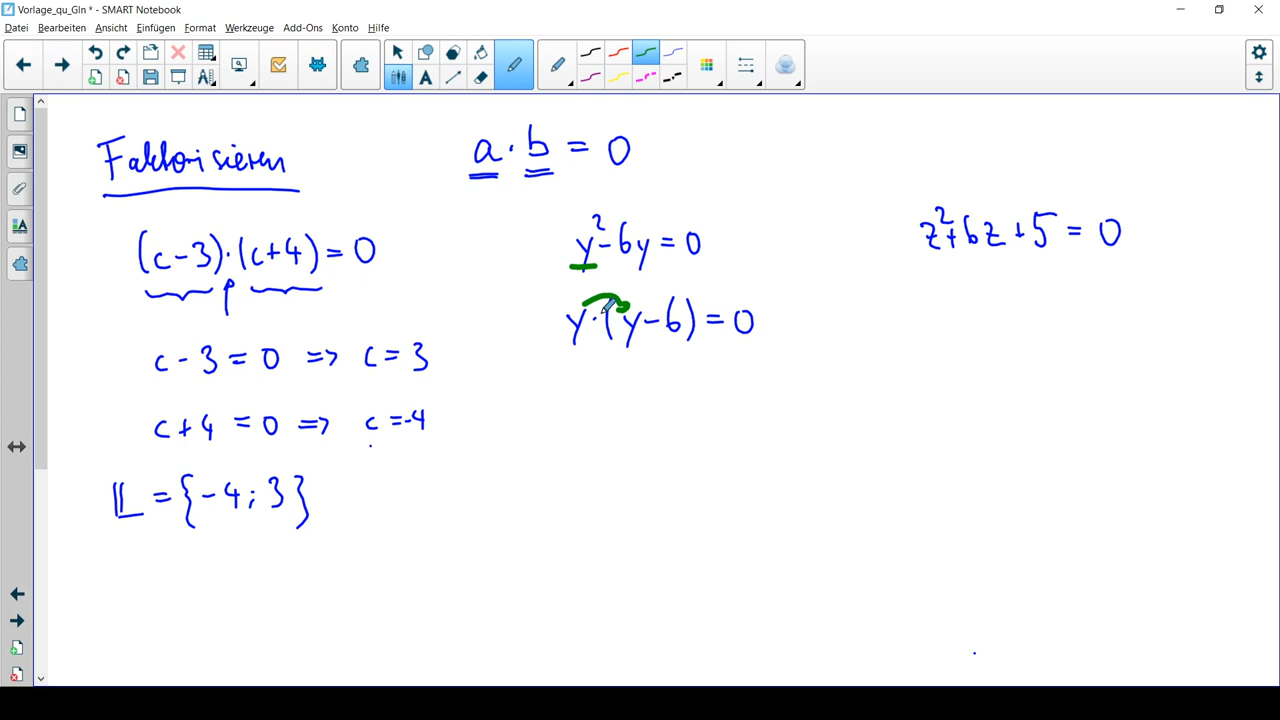 Vorlage_qu_Gln * - SMART Notebook
Datei Bearbeiten Ansicht Einfügen Format Werkzeuge Add-Ons Konto Hilfe
Faktorisieren
a · b = 0
(c-3)·(c+4) = 0
c - 3 = 0 => c = 3
c + 4 = 0 => c = -4
𝕃 = {-4; 3}
y² - 6y = 0
y·(y - 6) = 0
z² + 6z + 5 = 0